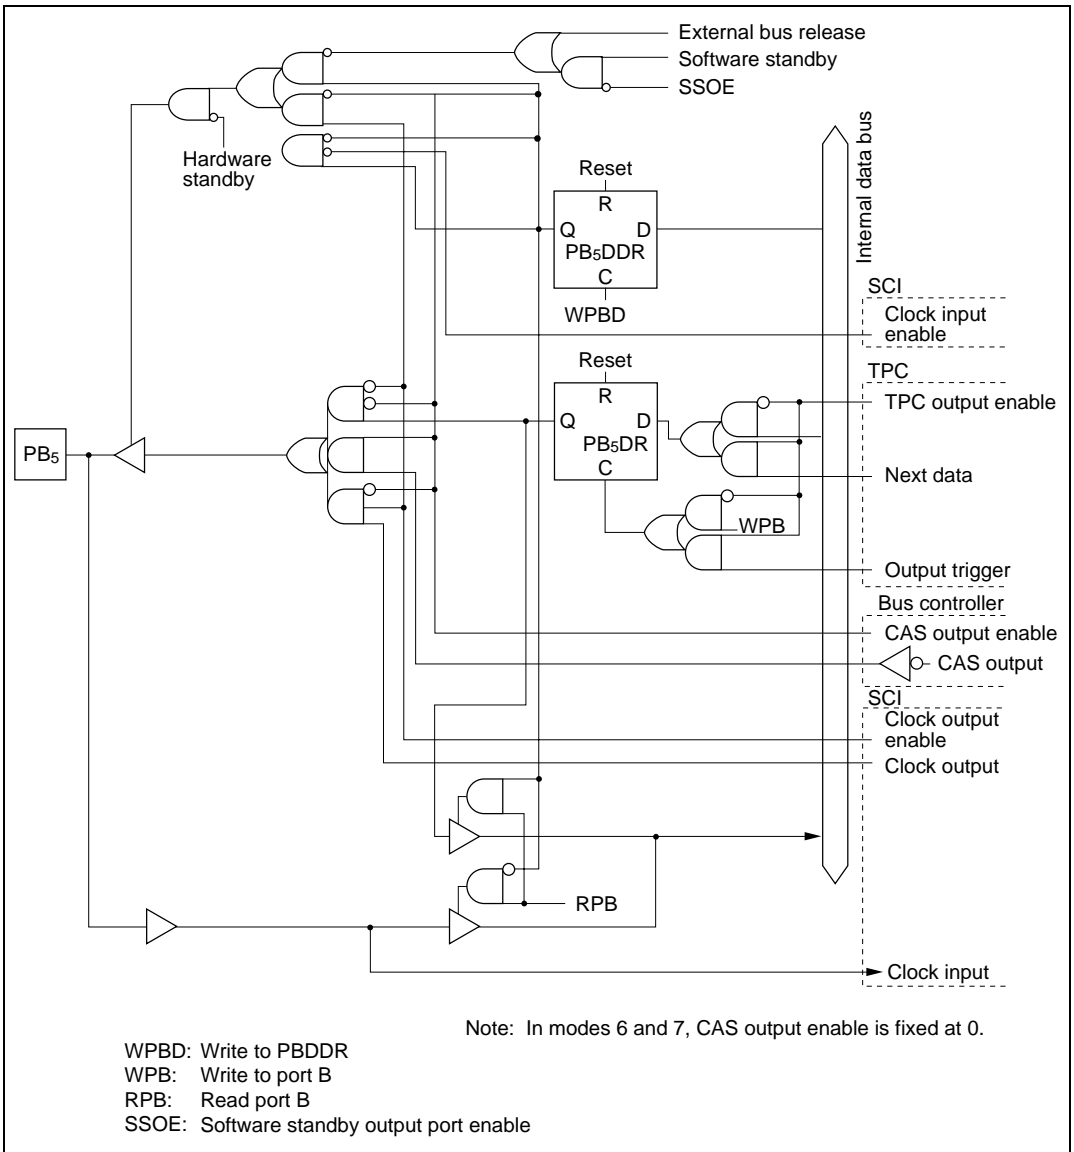 External bus release
Software standby
SSOE
Hardware
standby
Internal data bus
Reset
R
Q D
PB₅DDR
C
WPBD
SCI
Clock input
enable
Reset
R
Q D
PB₅DR
C
TPC
TPC output enable
PB₅
Next data
WPB
Output trigger
Bus controller
CAS output enable
CAS output
SCI
Clock output
enable
Clock output
RPB
Clock input
Note: In modes 6 and 7, CAS output enable is fixed at 0.
WPBD: Write to PBDDR
WPB: Write to port B
RPB: Read port B
SSOE: Software standby output port enable